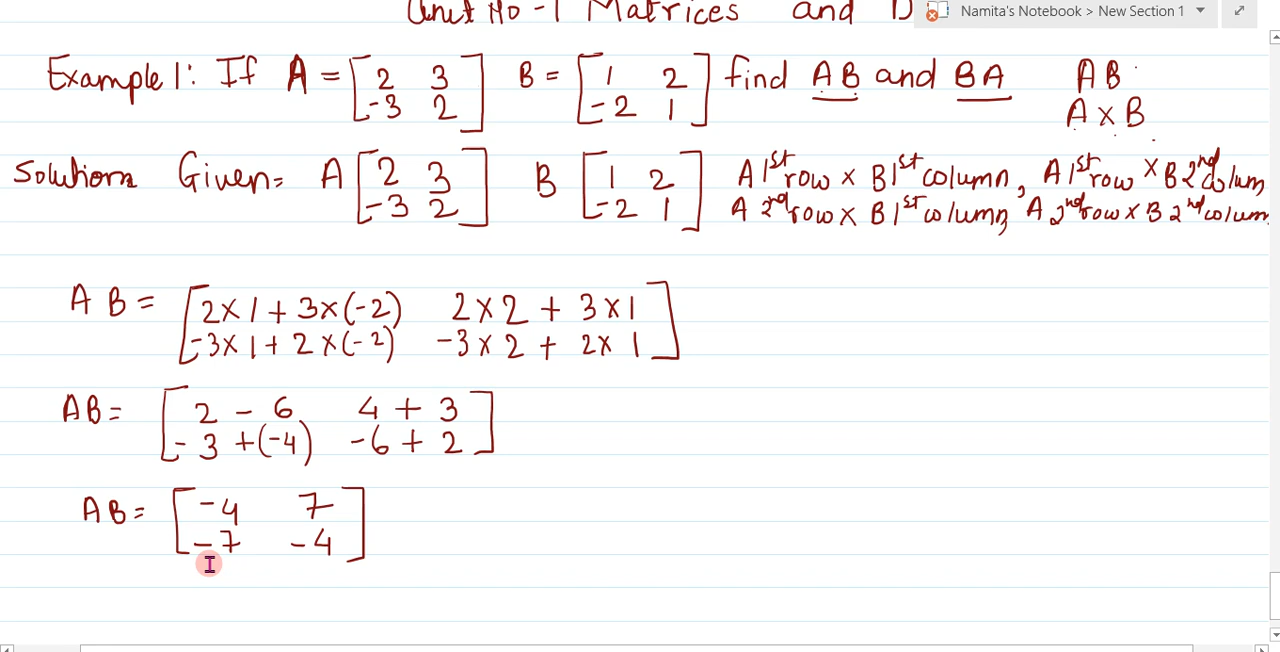 Unit No -1 Matrices and D
Namita's Notebook > New Section 1
Example 1: If A = [2 3 B = [1 2 find AB and BA AB
-3 2] -2 1] A × B
Solution Given= A [2 3 B [1 2 A 1st row × B 1st column, A 1st row × B 2nd colum
-3 2] -2 1] A 2nd row × B 1st column, A 2nd row × B 2nd colum
A B = [2 × 1 + 3 × (-2) 2 × 2 + 3 × 1
-3 × 1 + 2 × (-2) -3 × 2 + 2 × 1]
AB = [2 - 6 4 + 3
-3 + (-4) -6 + 2]
AB = [-4 7
-7 -4]